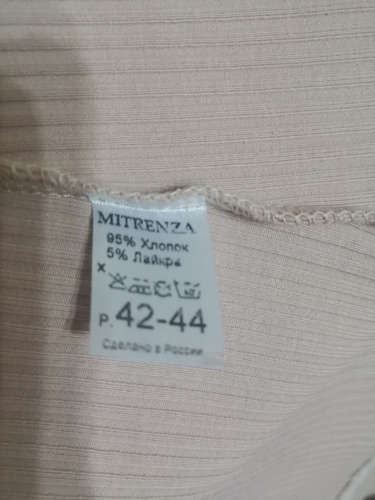 MITRENZA
95% Хлопок
5% Лайкра
р. 42-44
Сделано в России